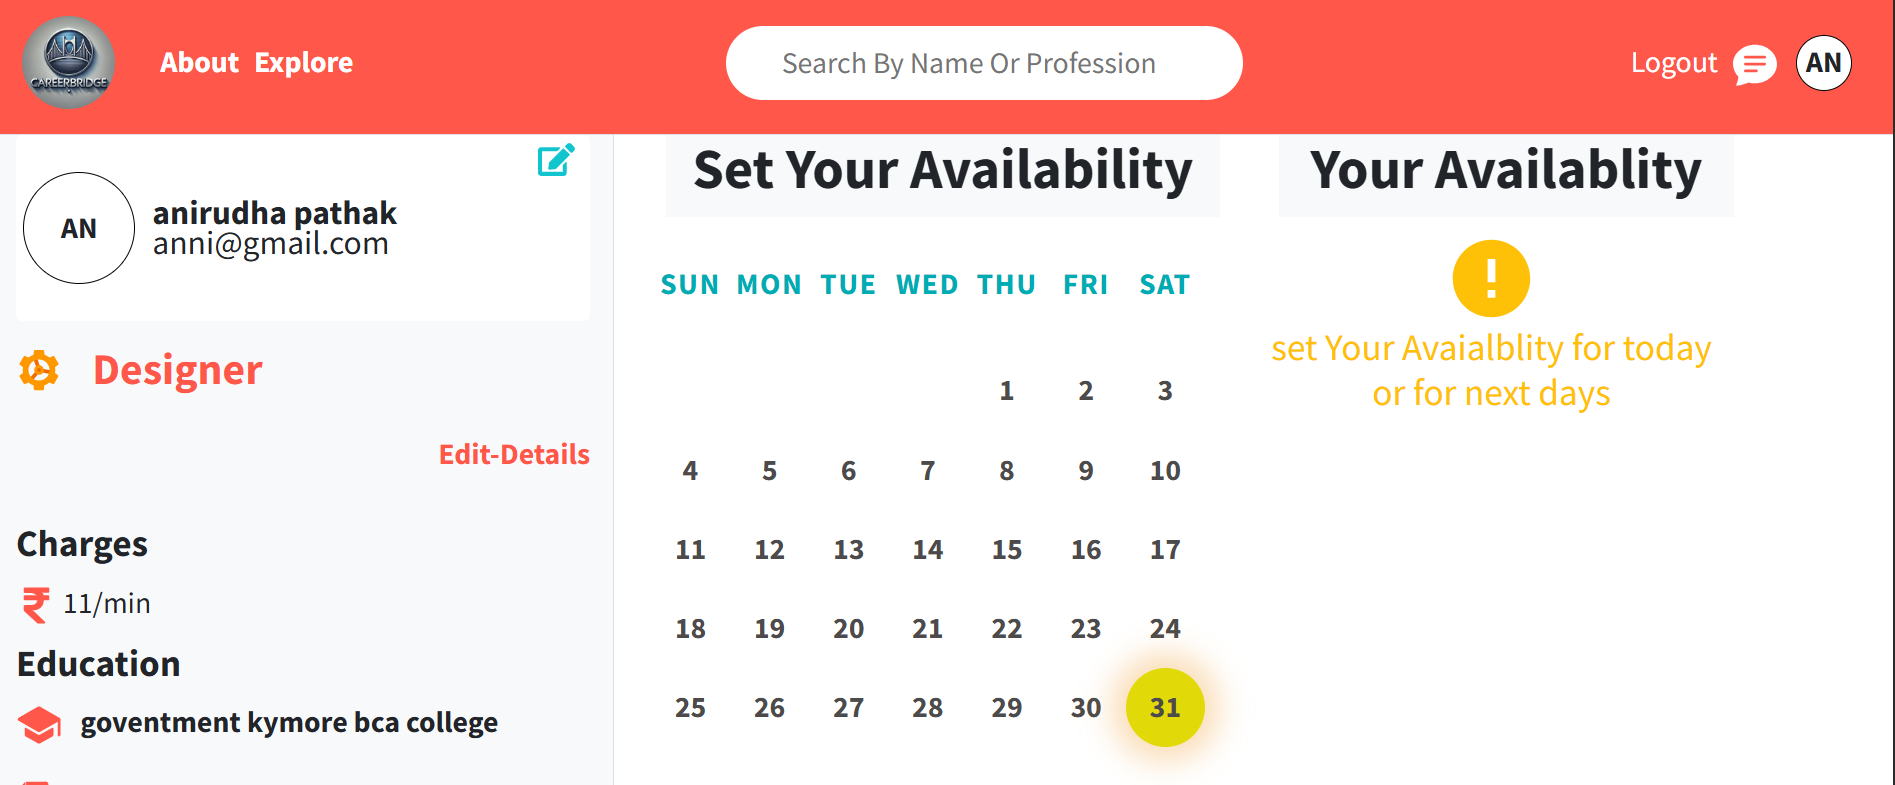 CAREERBRIDGE
About Explore
Search By Name Or Profession
Logout
AN
AN
anirudha pathak
anni@gmail.com
Designer
Edit-Details
Charges
₹ 11/min
Education
goventment kymore bca college
Set Your Availability
SUN MON TUE WED THU FRI SAT
1 2 3
4 5 6 7 8 9 10
11 12 13 14 15 16 17
18 19 20 21 22 23 24
25 26 27 28 29 30 31
Your Availablity
!
set Your Avaialblity for today
or for next days